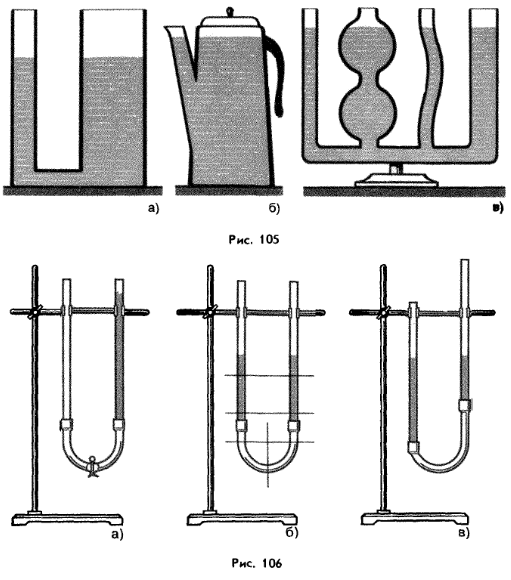 а) б) в)
Рис. 105
а) б) в)
Рис. 106